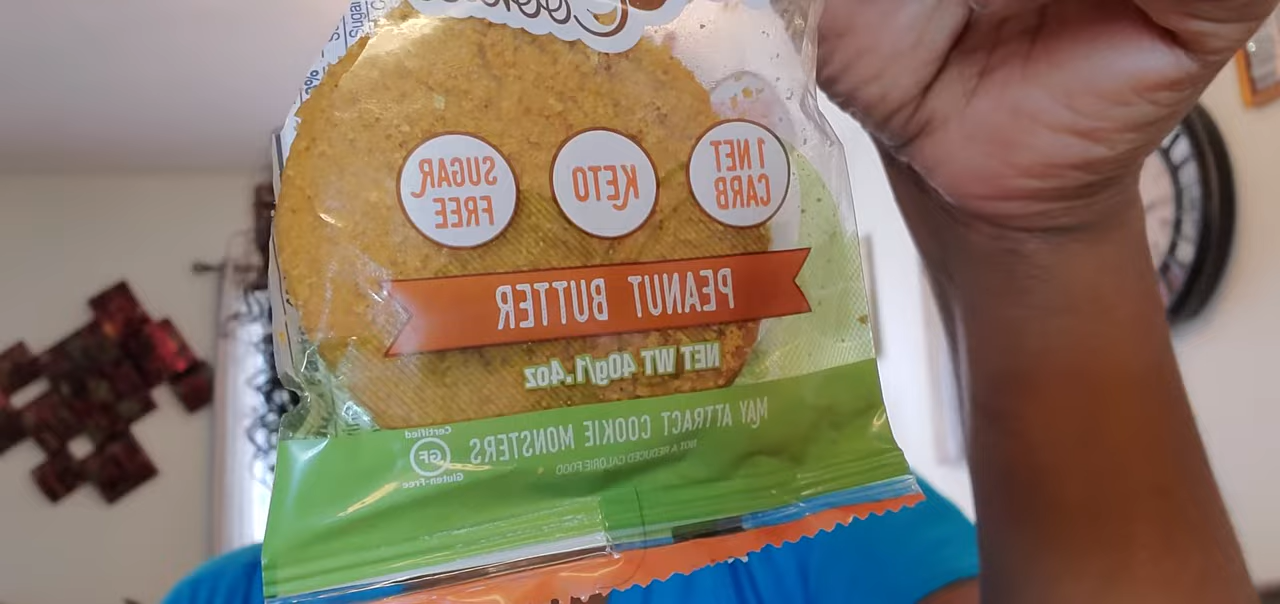 SUGAR
FREE
KETO
1 NET
CARB
PEANUT BUTTER
NET WT 40g/1.4oz
MAY ATTRACT COOKIE MONSTERS
NOT A REDUCED CALORIE FOOD
Certified
GF
Gluten-Free
Sugar